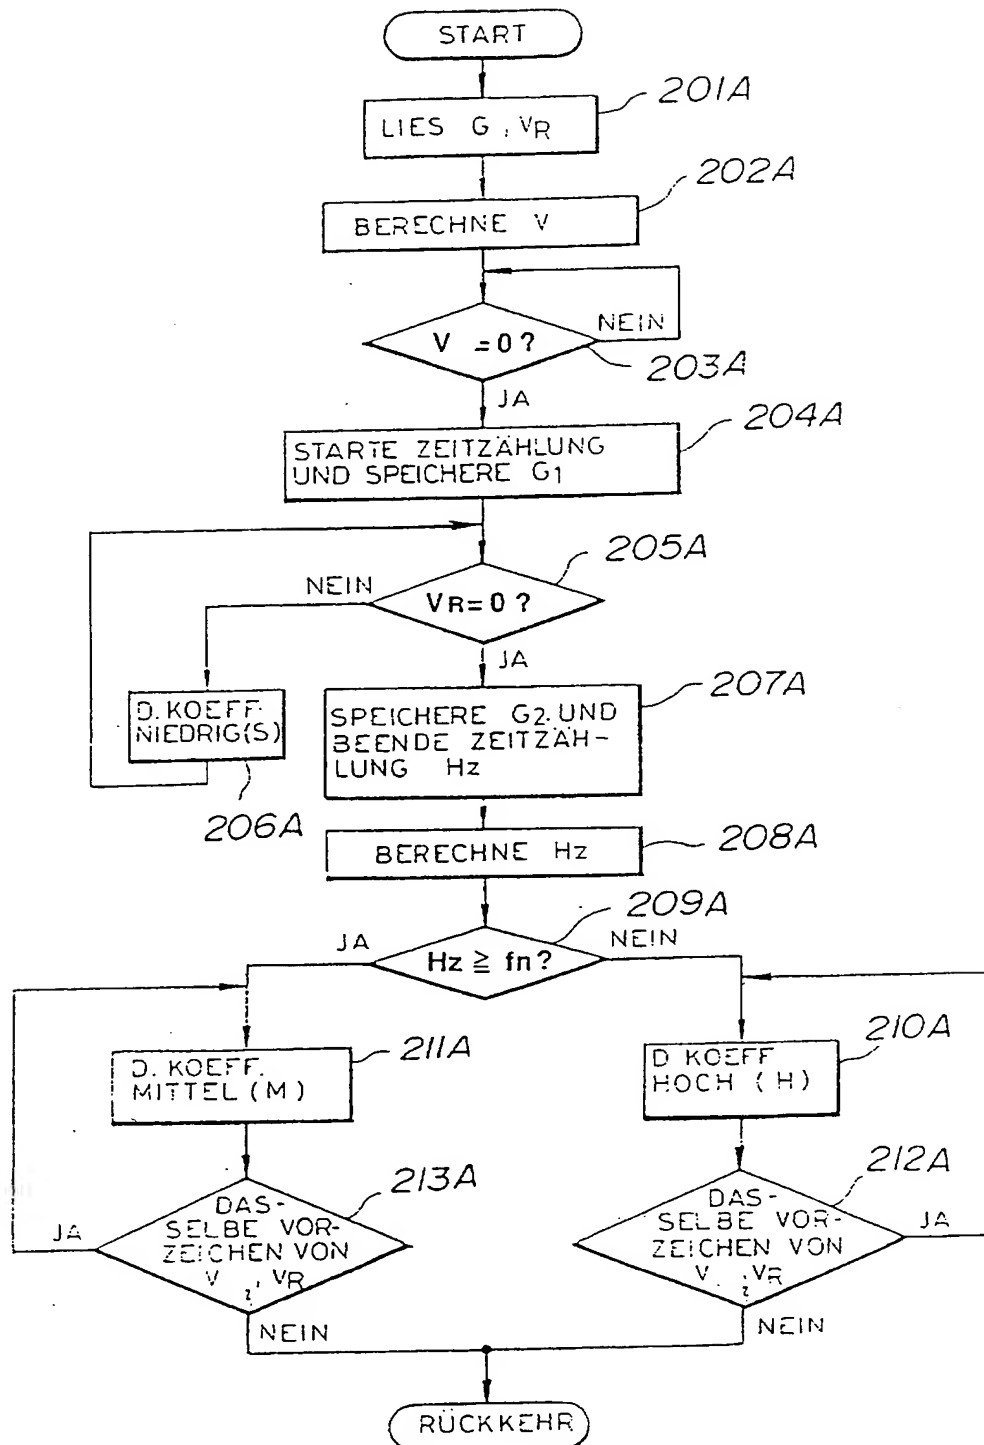 START
201A
LIES G, VR
202A
BERECHNE V
NEIN
V =0?
203A
JA
204A
STARTE ZEITZÄHLUNG
UND SPEICHERE G1
205A
NEIN
VR=0?
JA
207A
D. KOEFF.
NIEDRIG(S)
SPEICHERE G2. UND
BEENDE ZEITZÄH-
LUNG Hz
206A
208A
BERECHNE Hz
209A
JA
NEIN
Hz ≧ fn?
211A
210A
D. KOEFF.
MITTEL (M)
D KOEFF
HOCH (H)
213A
212A
DAS-
SELBE VOR-
ZEICHEN VON
V , VR
JA
DAS-
SELBE VOR-
ZEICHEN VON
V , VR
JA
NEIN
NEIN
RÜCKKEHR